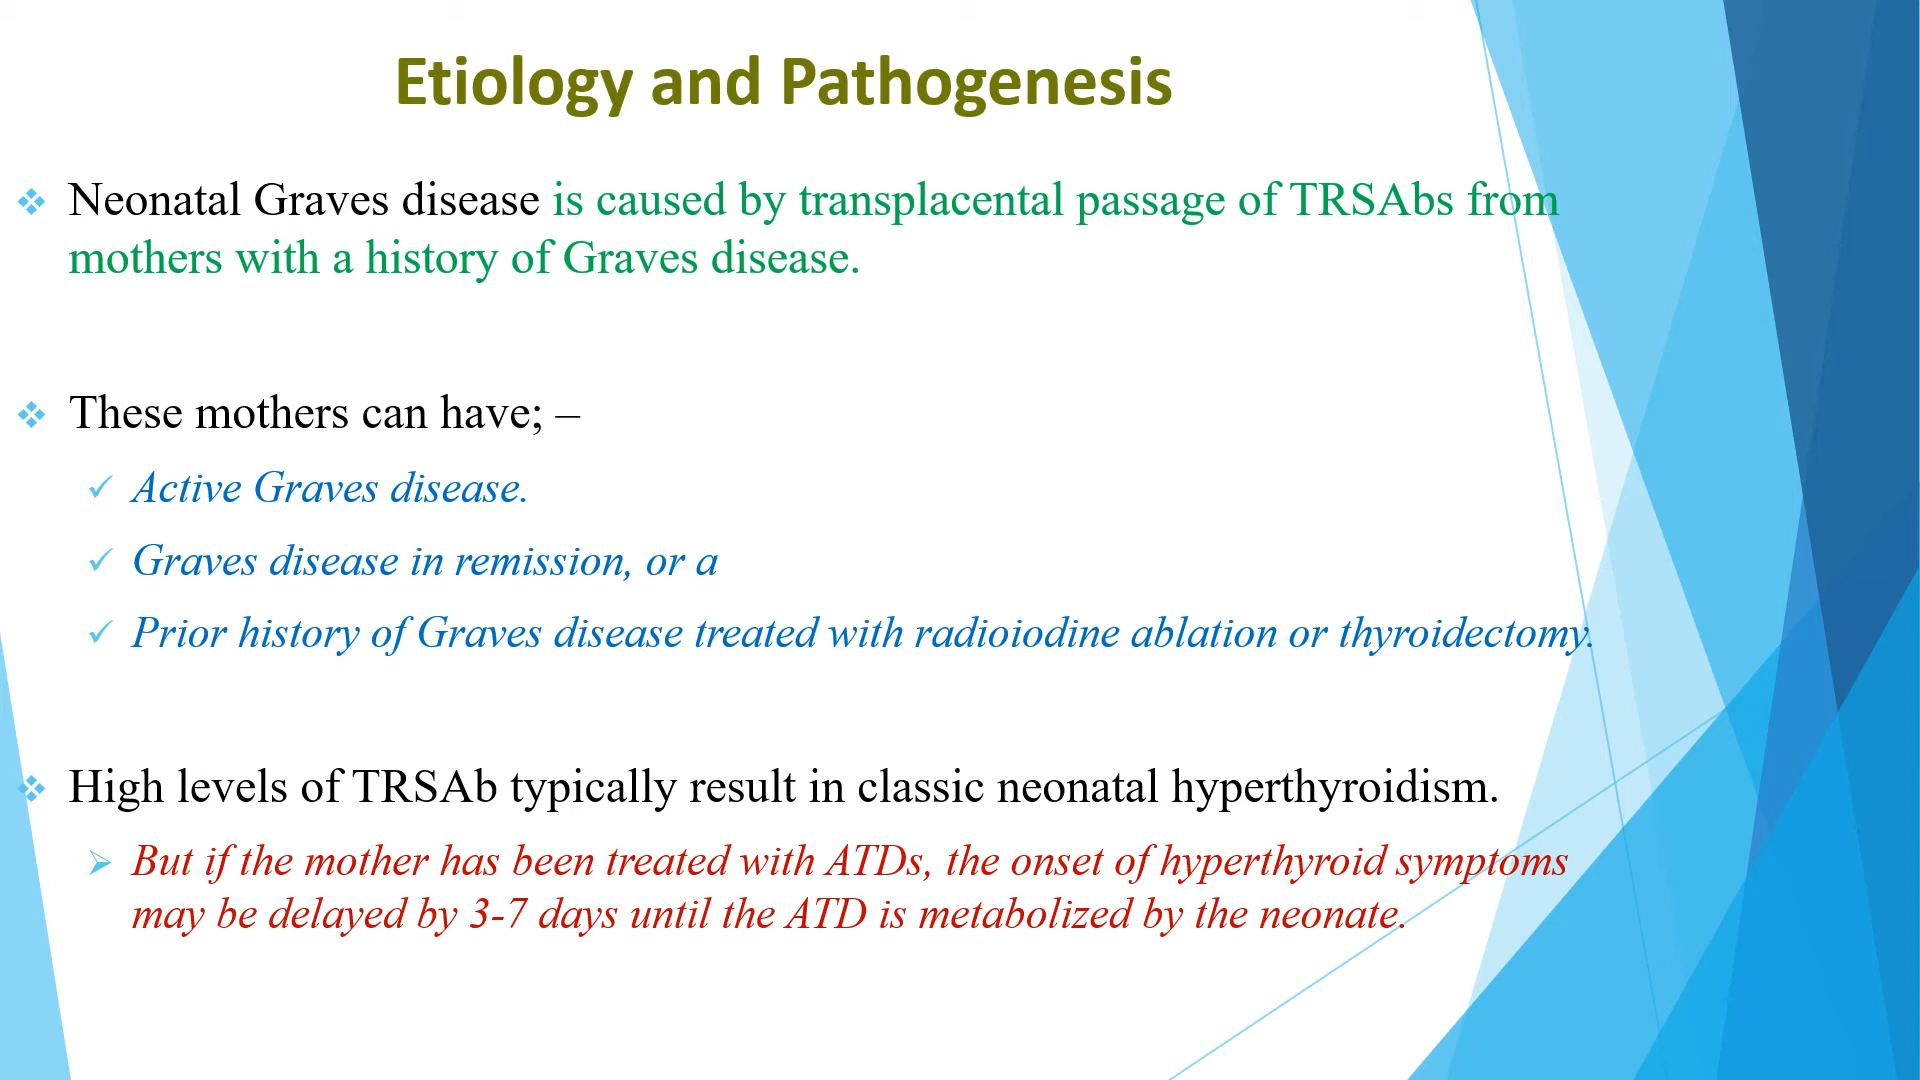 Etiology and Pathogenesis
Neonatal Graves disease is caused by transplacental passage of TRSAbs from
mothers with a history of Graves disease.
These mothers can have; –
Active Graves disease.
Graves disease in remission, or a
Prior history of Graves disease treated with radioiodine ablation or thyroidectomy.
High levels of TRSAb typically result in classic neonatal hyperthyroidism.
But if the mother has been treated with ATDs, the onset of hyperthyroid symptoms
may be delayed by 3-7 days until the ATD is metabolized by the neonate.